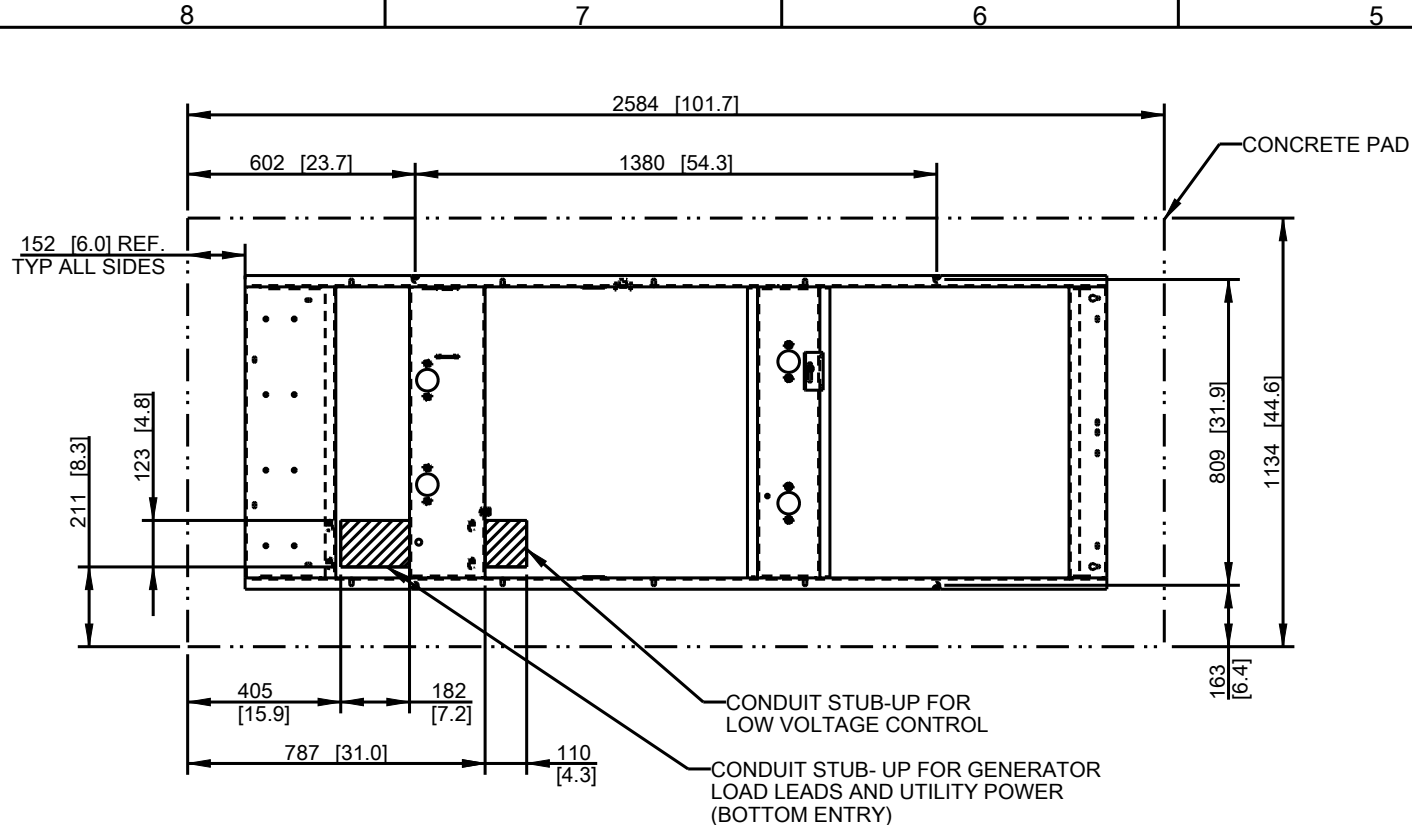 8 7 6 5
2584 [101.7]
CONCRETE PAD
602 [23.7]
1380 [54.3]
152 [6.0] REF.
TYP ALL SIDES
211 [8.3]
123 [4.8]
809 [31.9]
1134 [44.6]
163
[6.4]
405
[15.9]
182
[7.2]
CONDUIT STUB-UP FOR
LOW VOLTAGE CONTROL
787 [31.0]
110
[4.3]
CONDUIT STUB- UP FOR GENERATOR
LOAD LEADS AND UTILITY POWER
(BOTTOM ENTRY)